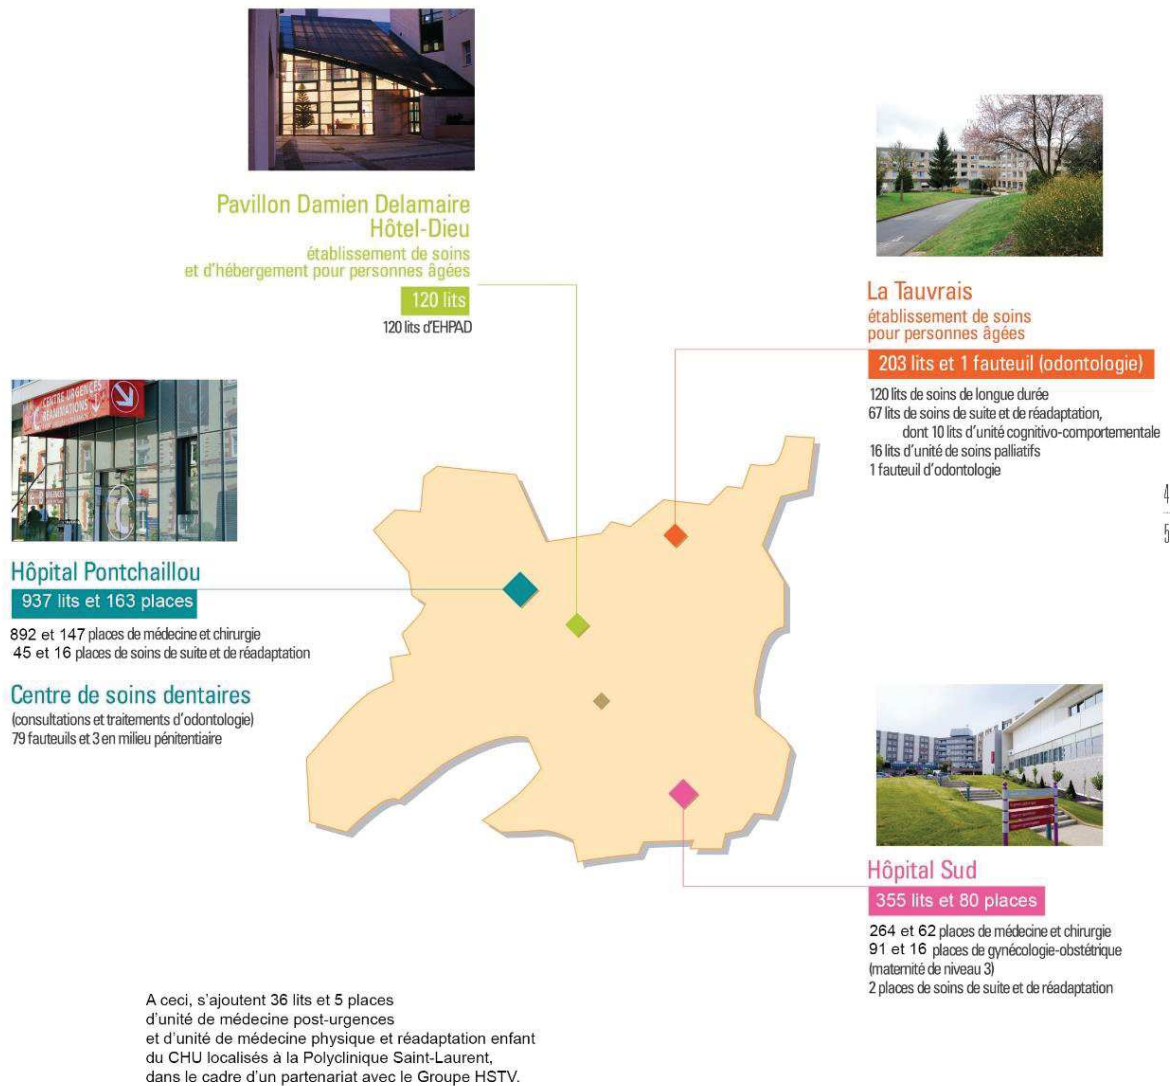 Pavillon Damien Delamaire
Hôtel-Dieu
établissement de soins
et d'hébergement pour personnes âgées
120 lits
120 lits d'EHPAD
La Tauvrais
établissement de soins
pour personnes âgées
203 lits et 1 fauteuil (odontologie)
120 lits de soins de longue durée
67 lits de soins de suite et de réadaptation,
dont 10 lits d'unité cognitivo-comportementale
16 lits d'unité de soins palliatifs
1 fauteuil d'odontologie
4
5
CENTRE URGENCES
RÉANIMATIONS
Hôpital Pontchaillou
937 lits et 163 places
892 et 147 places de médecine et chirurgie
45 et 16 places de soins de suite et de réadaptation
Centre de soins dentaires
(consultations et traitements d'odontologie)
79 fauteuils et 3 en milieu pénitentiaire
Hôpital Sud
355 lits et 80 places
264 et 62 places de médecine et chirurgie
91 et 16 places de gynécologie-obstétrique
(maternité de niveau 3)
2 places de soins de suite et de réadaptation
A ceci, s'ajoutent 36 lits et 5 places
d'unité de médecine post-urgences
et d'unité de médecine physique et réadaptation enfant
du CHU localisés à la Polyclinique Saint-Laurent,
dans le cadre d'un partenariat avec le Groupe HSTV.